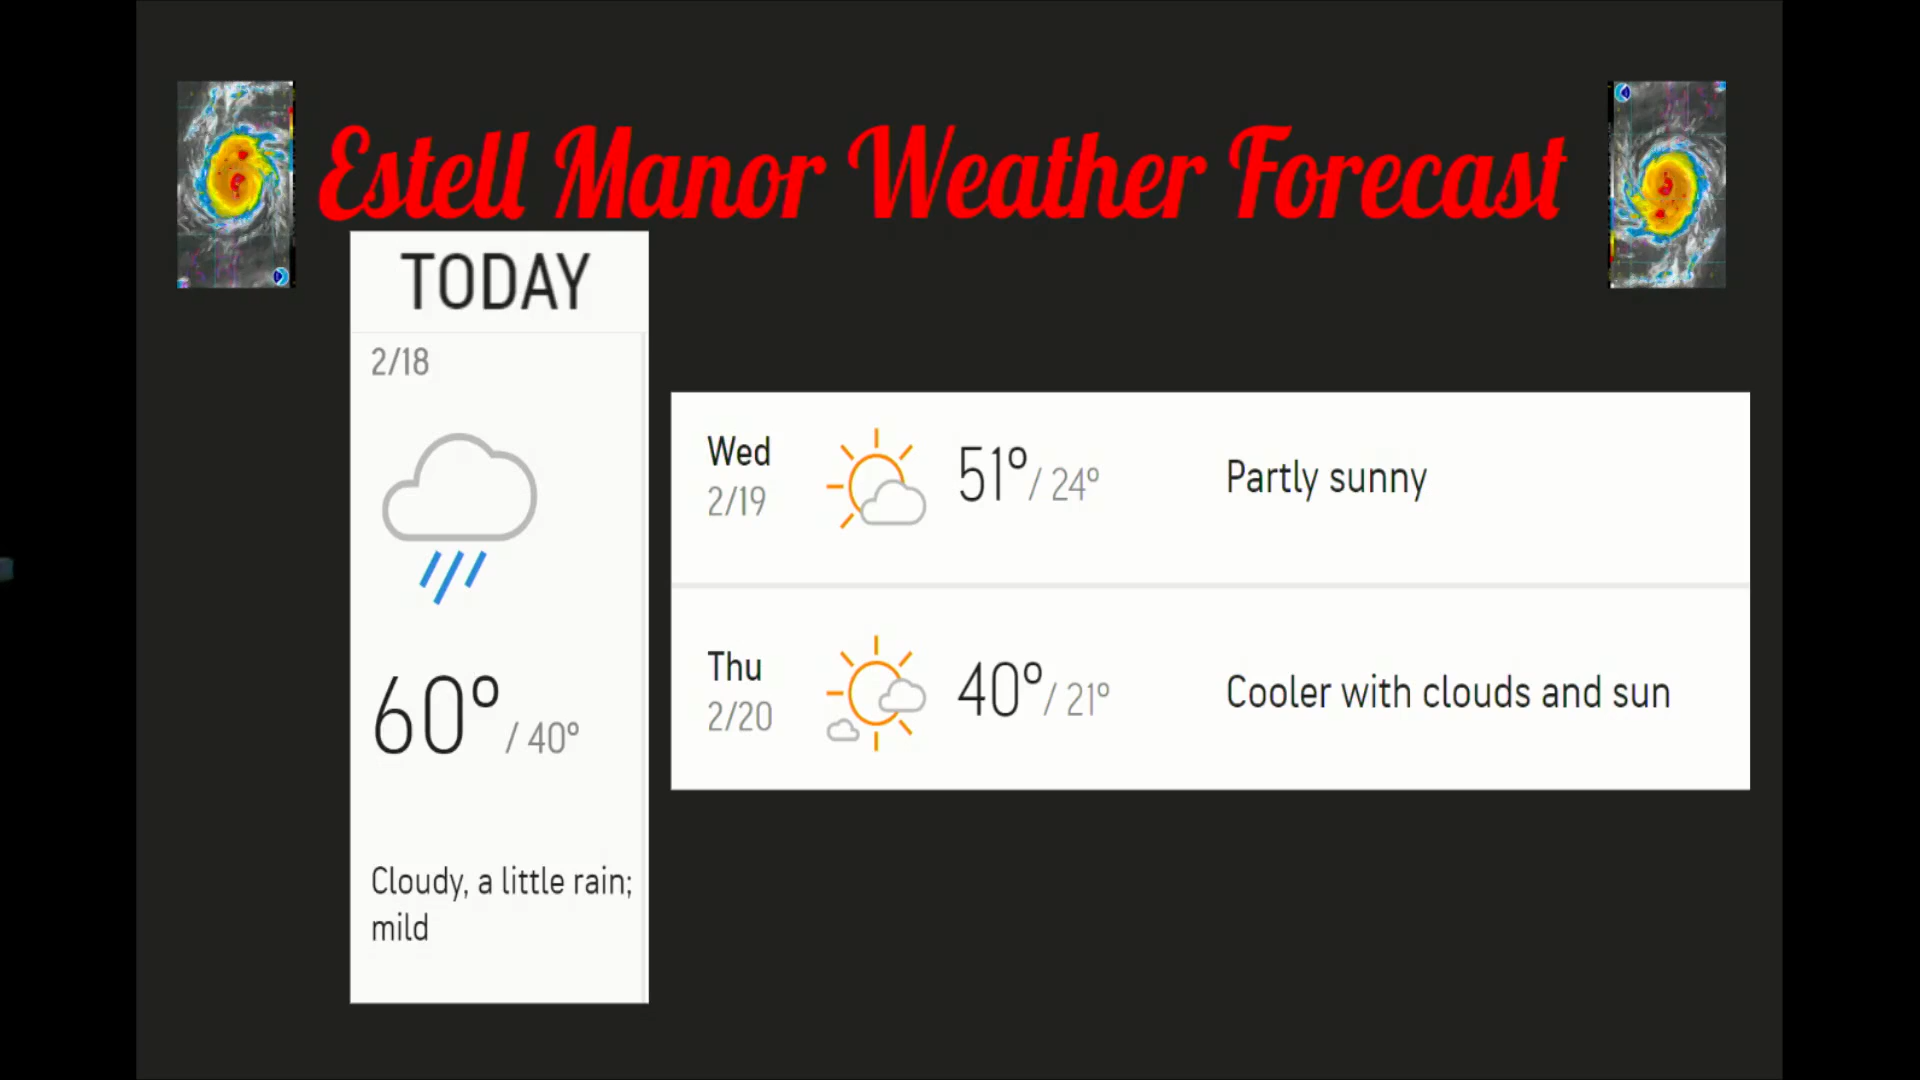 Estell Manor Weather Forecast
TODAY
2/18
60°/ 40°
Cloudy, a little rain;
mild
Wed
2/19
51°/ 24°
Partly sunny
Thu
2/20
40°/ 21°
Cooler with clouds and sun